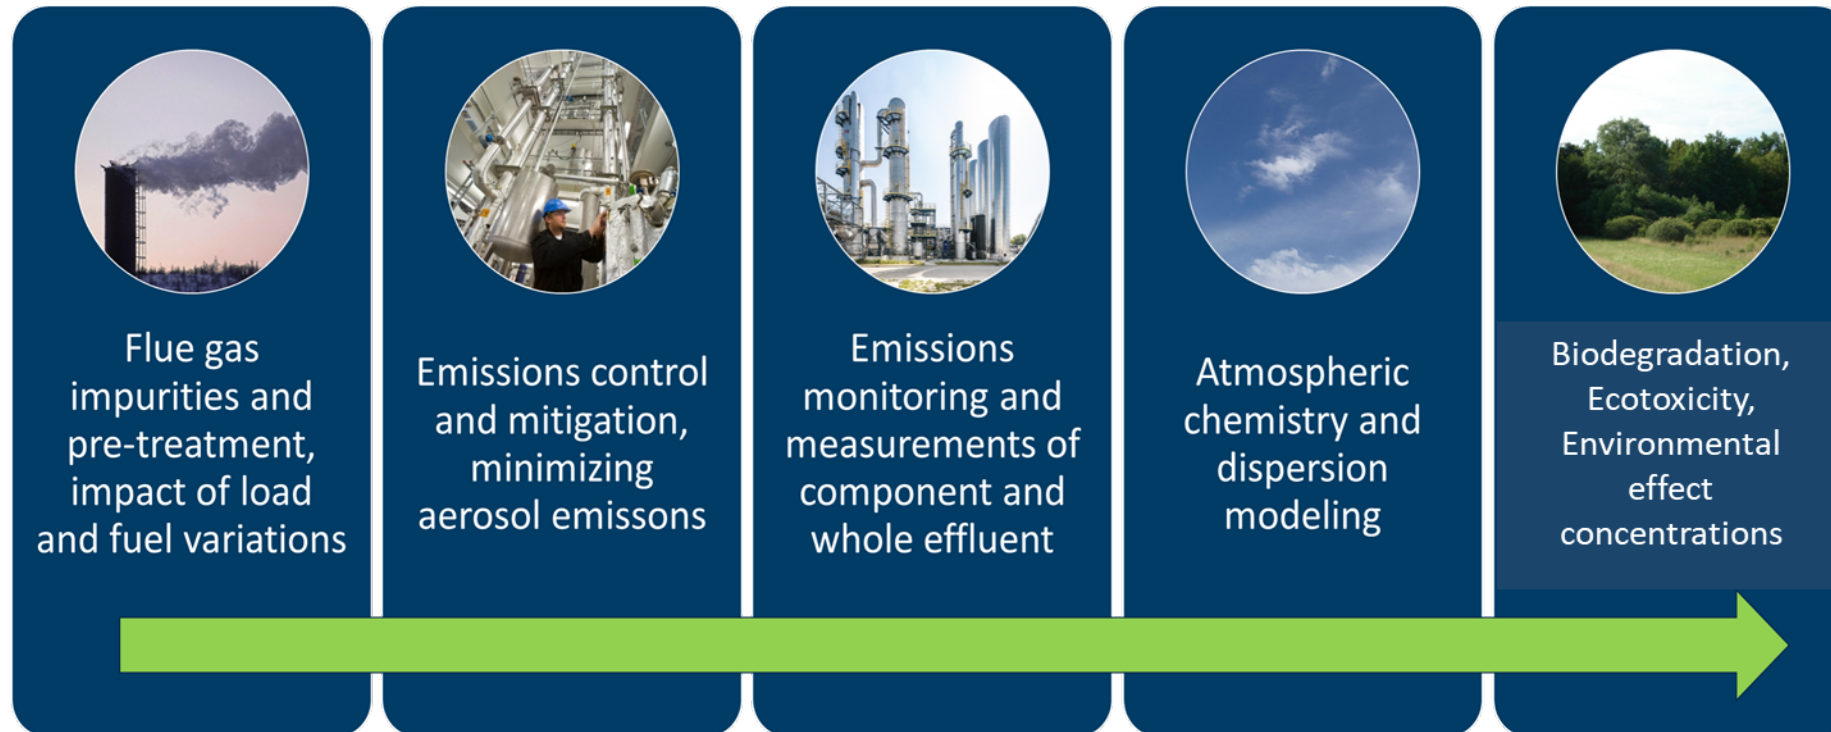 Flue gas
impurities and
pre-treatment,
impact of load
and fuel variations
Emissions control
and mitigation,
minimizing
aerosol emissons
Emissions
monitoring and
measurements of
component and
whole effluent
Atmospheric
chemistry and
dispersion
modeling
Biodegradation,
Ecotoxicity,
Environmental
effect
concentrations